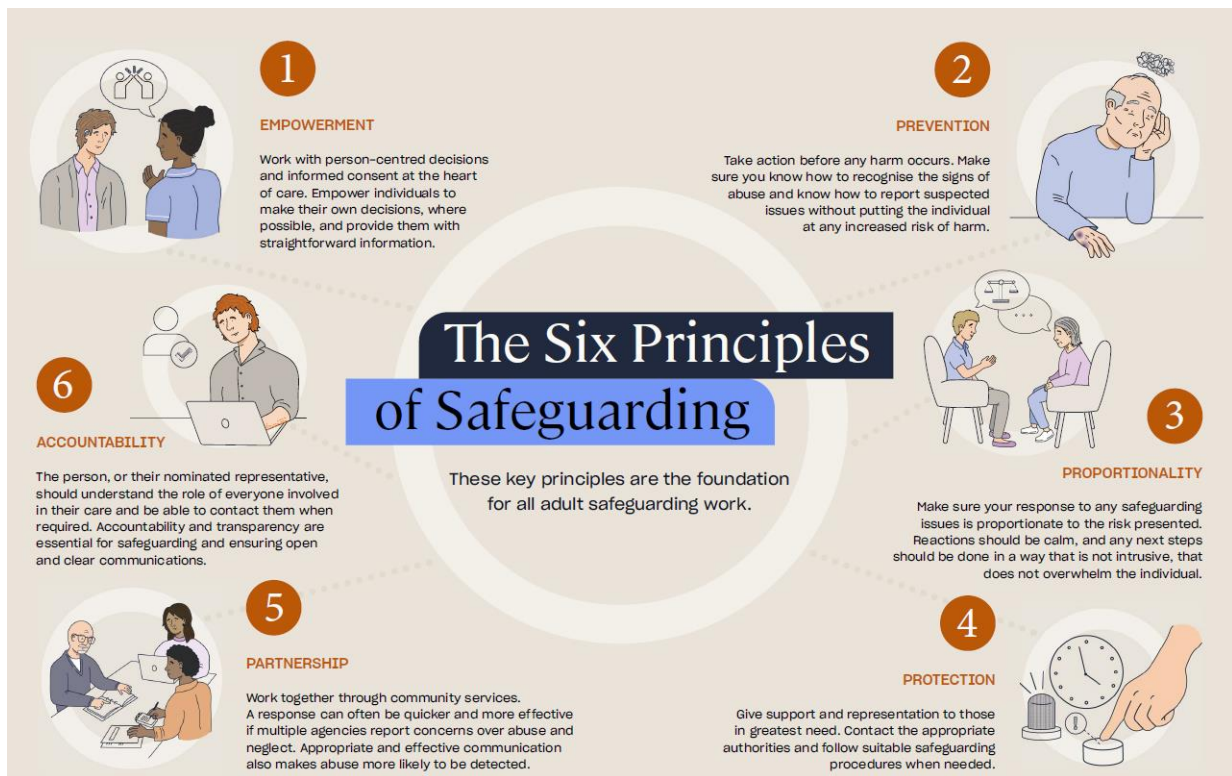 The Six Principles
of Safeguarding
These key principles are the foundation
for all adult safeguarding work.
1
EMPOWERMENT
Work with person-centred decisions
and informed consent at the heart
of care. Empower individuals to
make their own decisions, where
possible, and provide them with
straightforward information.
2
PREVENTION
Take action before any harm occurs. Make
sure you know how to recognise the signs of
abuse and know how to report suspected
issues without putting the individual
at any increased risk of harm.
3
PROPORTIONALITY
Make sure your response to any safeguarding
issues is proportionate to the risk presented.
Reactions should be calm, and any next steps
should be done in a way that is not intrusive, that
does not overwhelm the individual.
4
PROTECTION
Give support and representation to those
in greatest need. Contact the appropriate
authorities and follow suitable safeguarding
procedures when needed.
5
PARTNERSHIP
Work together through community services.
A response can often be quicker and more effective
if multiple agencies report concerns over abuse and
neglect. Appropriate and effective communication
also makes abuse more likely to be detected.
6
ACCOUNTABILITY
The person, or their nominated representative,
should understand the role of everyone involved
in their care and be able to contact them when
required. Accountability and transparency are
essential for safeguarding and ensuring open
and clear communications.